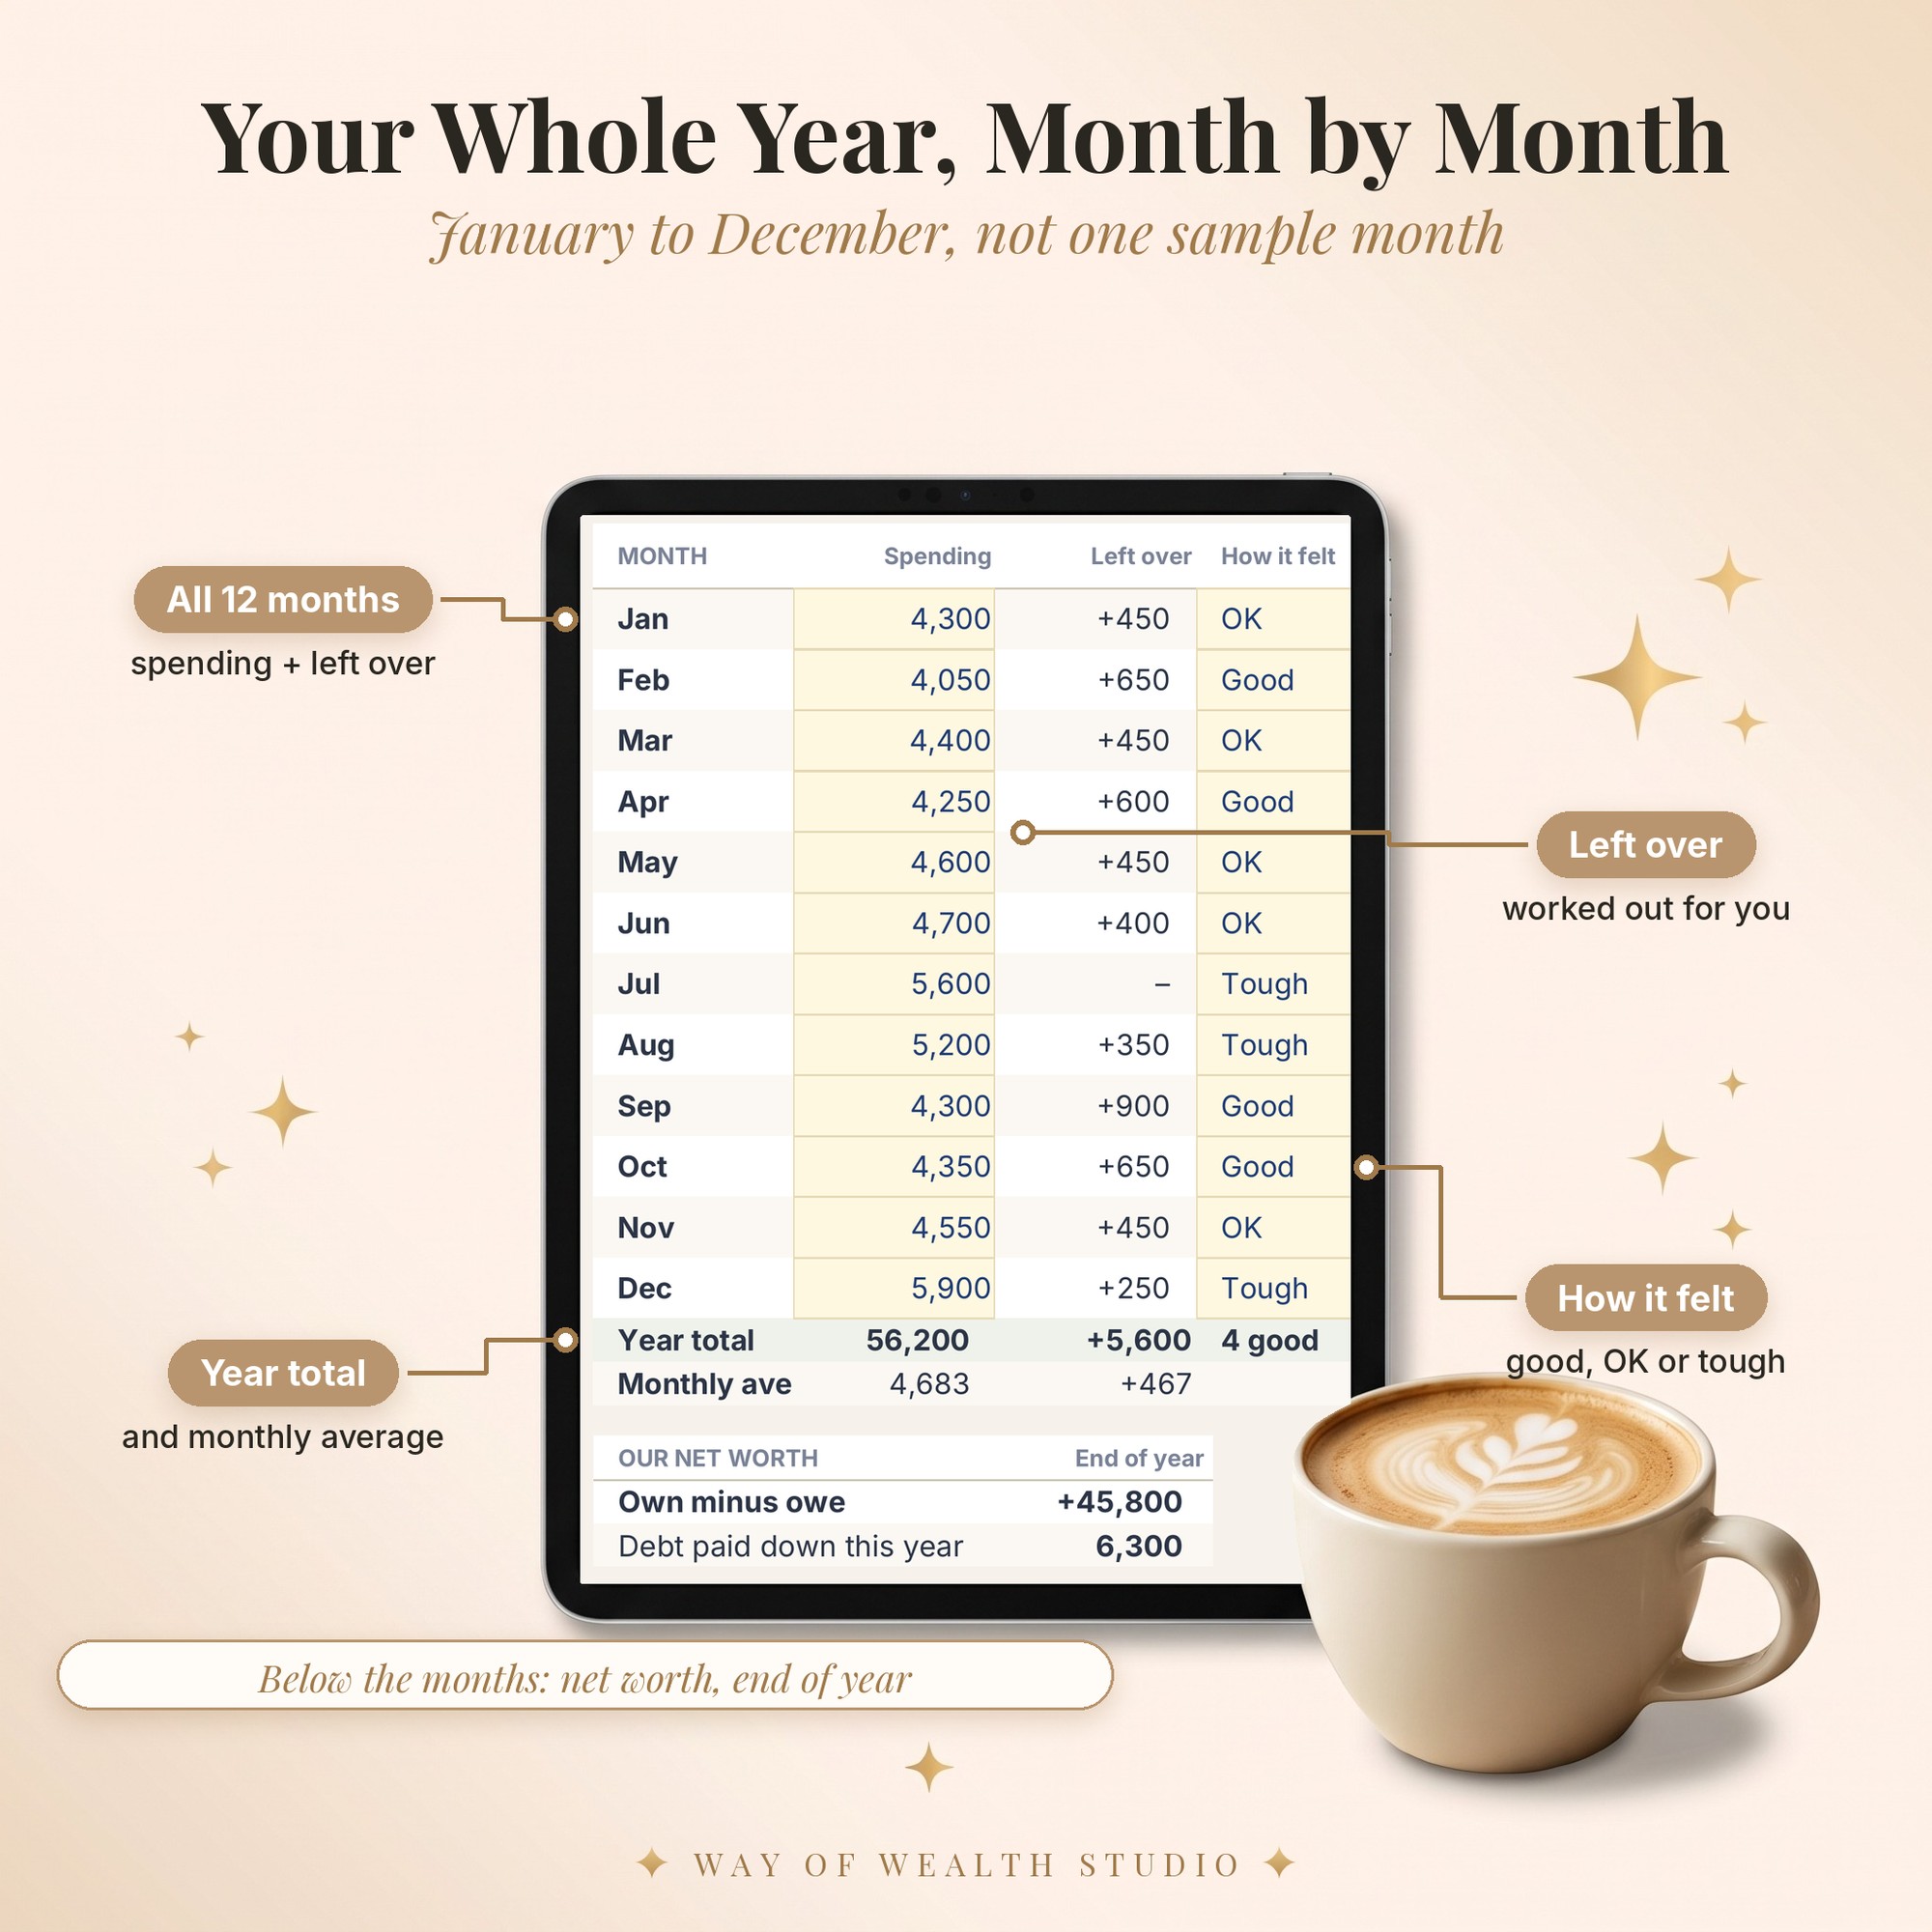 Your Whole Year, Month by Month
January to December, not one sample month
All 12 months
spending + left over
MONTH Spending Left over How it felt
Jan 4,300 +450 OK
Feb 4,050 +650 Good
Mar 4,400 +450 OK
Apr 4,250 +600 Good
May 4,600 +450 OK
Jun 4,700 +400 OK
Jul 5,600 – Tough
Aug 5,200 +350 Tough
Sep 4,300 +900 Good
Oct 4,350 +650 Good
Nov 4,550 +450 OK
Dec 5,900 +250 Tough
Year total 56,200 +5,600 4 good
Monthly ave 4,683 +467
OUR NET WORTH End of year
Own minus owe +45,800
Debt paid down this year 6,300
Left over
worked out for you
How it felt
good, OK or tough
Year total
and monthly average
Below the months: net worth, end of year
WAY OF WEALTH STUDIO